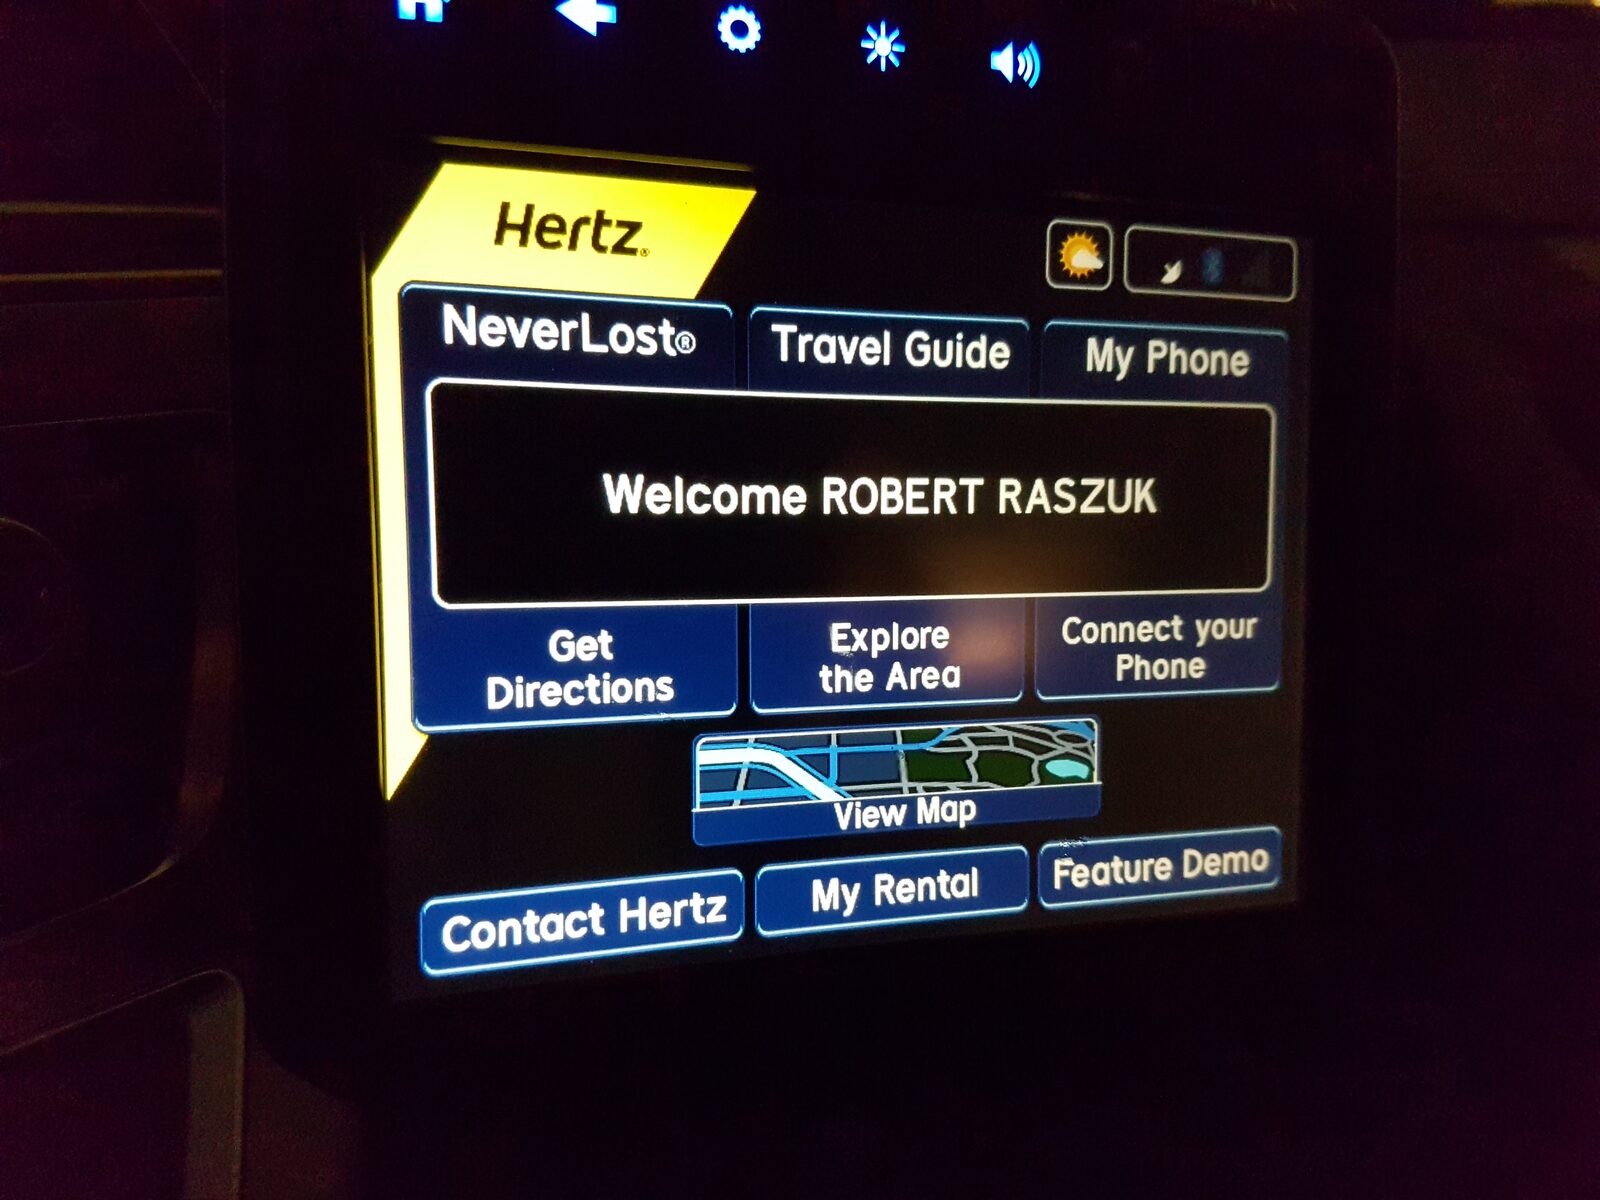 Hertz®
NeverLost®
Travel Guide
My Phone
Welcome ROBERT RASZUK
Get
Directions
Explore
the Area
Connect your
Phone
View Map
Contact Hertz
My Rental
Feature Demo